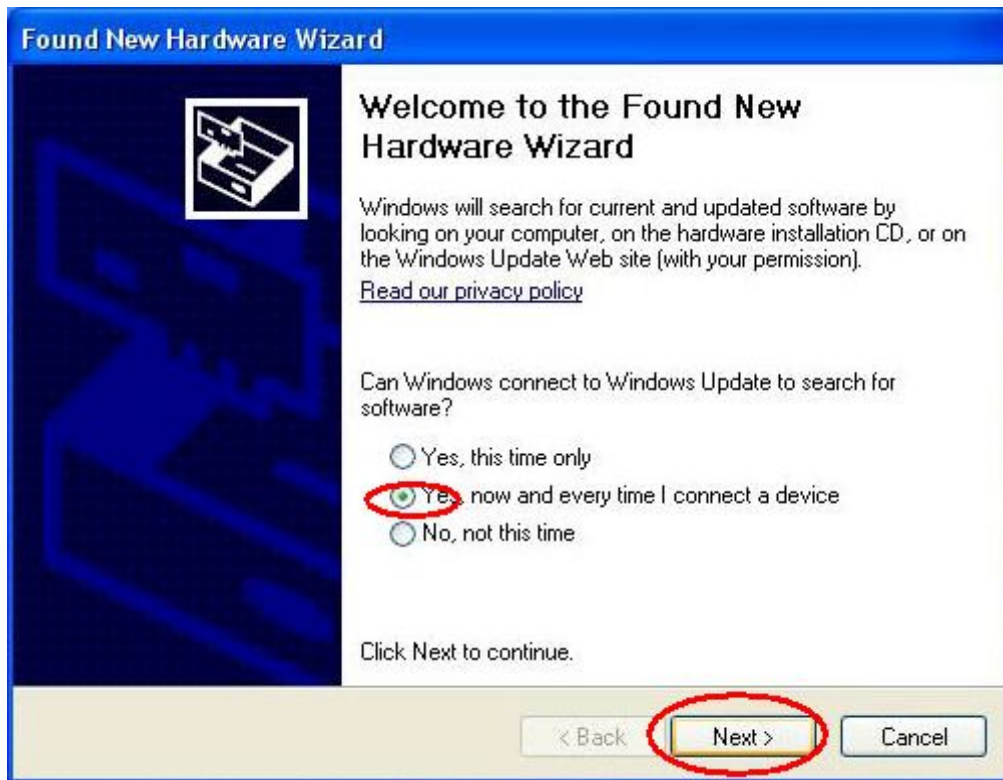 Found New Hardware Wizard
Welcome to the Found New
Hardware Wizard
Windows will search for current and updated software by
looking on your computer, on the hardware installation CD, or on
the Windows Update Web site (with your permission).
Read our privacy policy
Can Windows connect to Windows Update to search for
software?
Yes, this time only
Yes, now and every time I connect a device
No, not this time
Click Next to continue.
< Back
Next >
Cancel